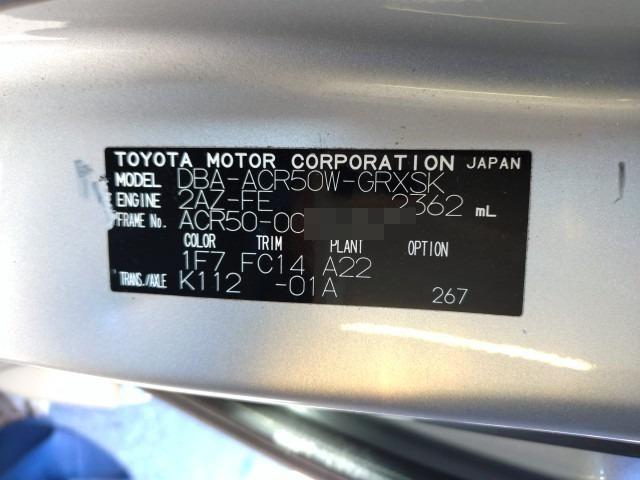 TOYOTA MOTOR CORPORATION JAPAN
MODEL DBA-ACR50W-GRXSK
ENGINE 2AZ-FE 2362 mL
FRAME No. ACR50-00
COLOR TRIM PLANT OPTION
1F7 FC14 A22
TRANS./AXLE K112 -01A 267